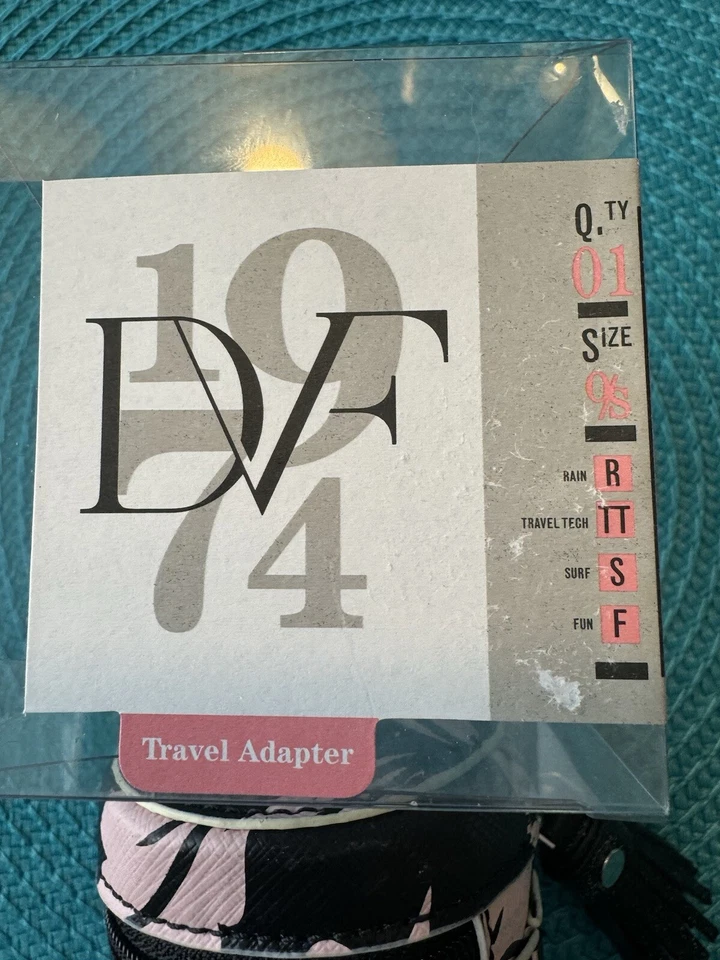 1974
DVF
Q.TY
01
SIZE
O/S
RAIN R
TRAVEL TECH TT
SURF S
FUN F
Travel Adapter